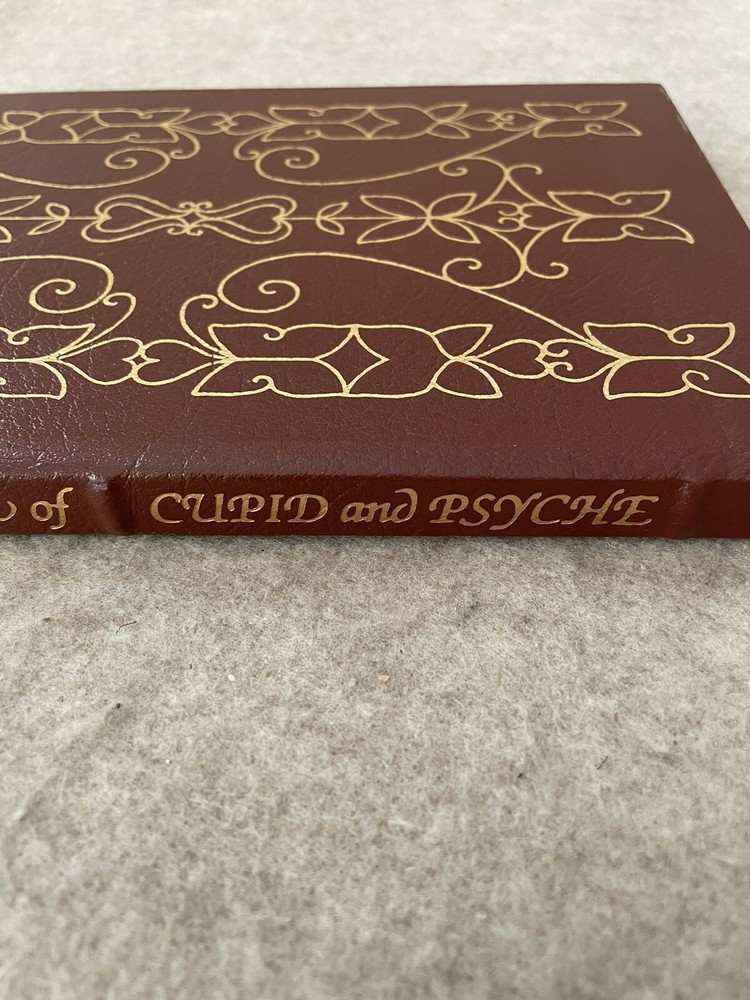 of CUPID and PSYCHE